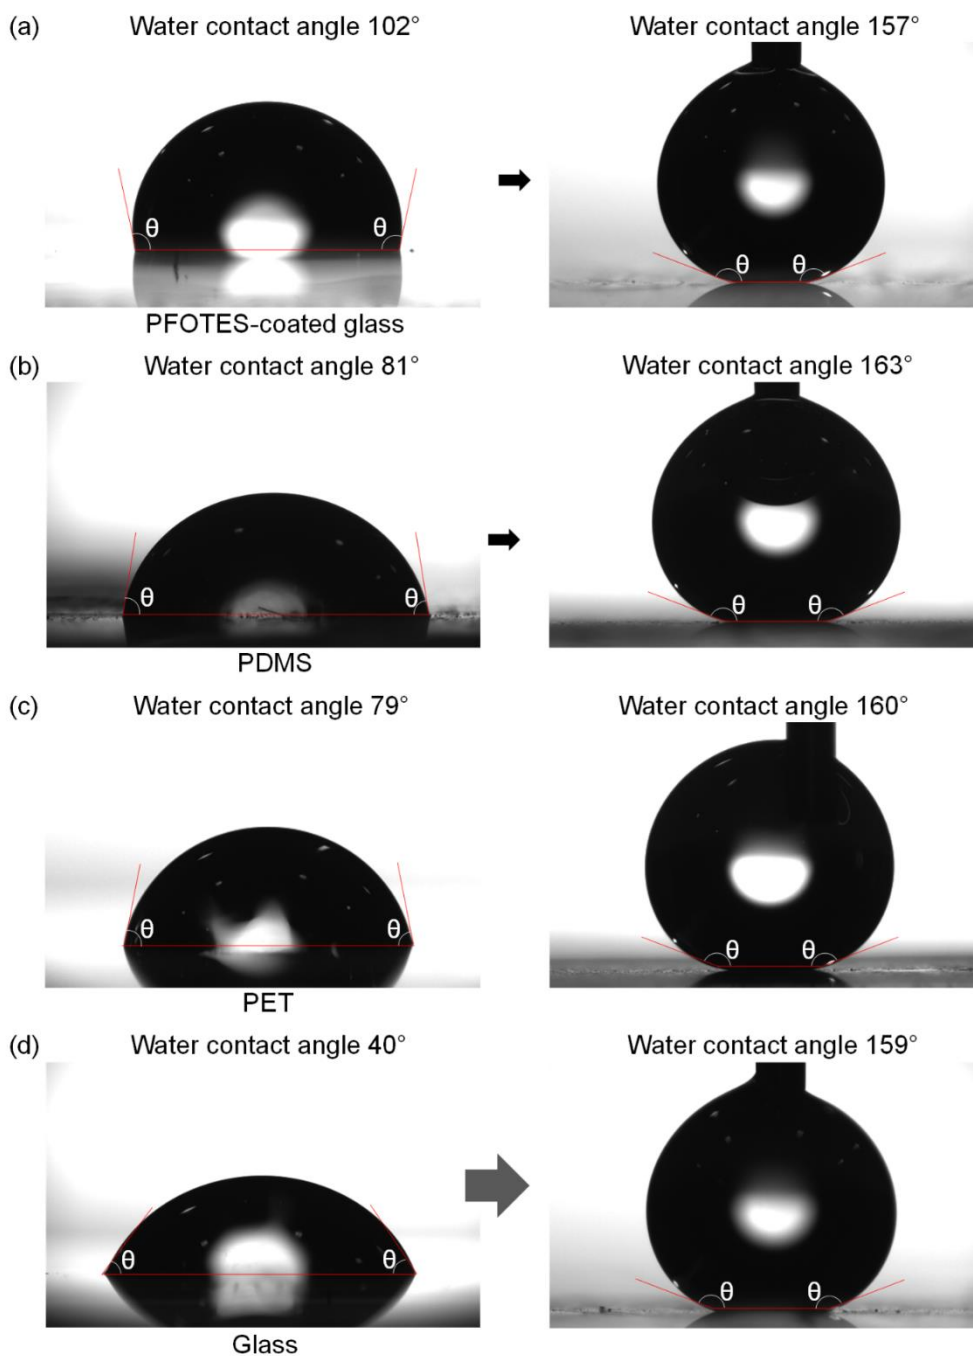 (a) Water contact angle 102° Water contact angle 157°
θ θ θ θ
PFOTES-coated glass
(b) Water contact angle 81° Water contact angle 163°
θ θ θ θ
PDMS
(c) Water contact angle 79° Water contact angle 160°
θ θ θ θ
PET
(d) Water contact angle 40° Water contact angle 159°
θ θ θ θ
Glass